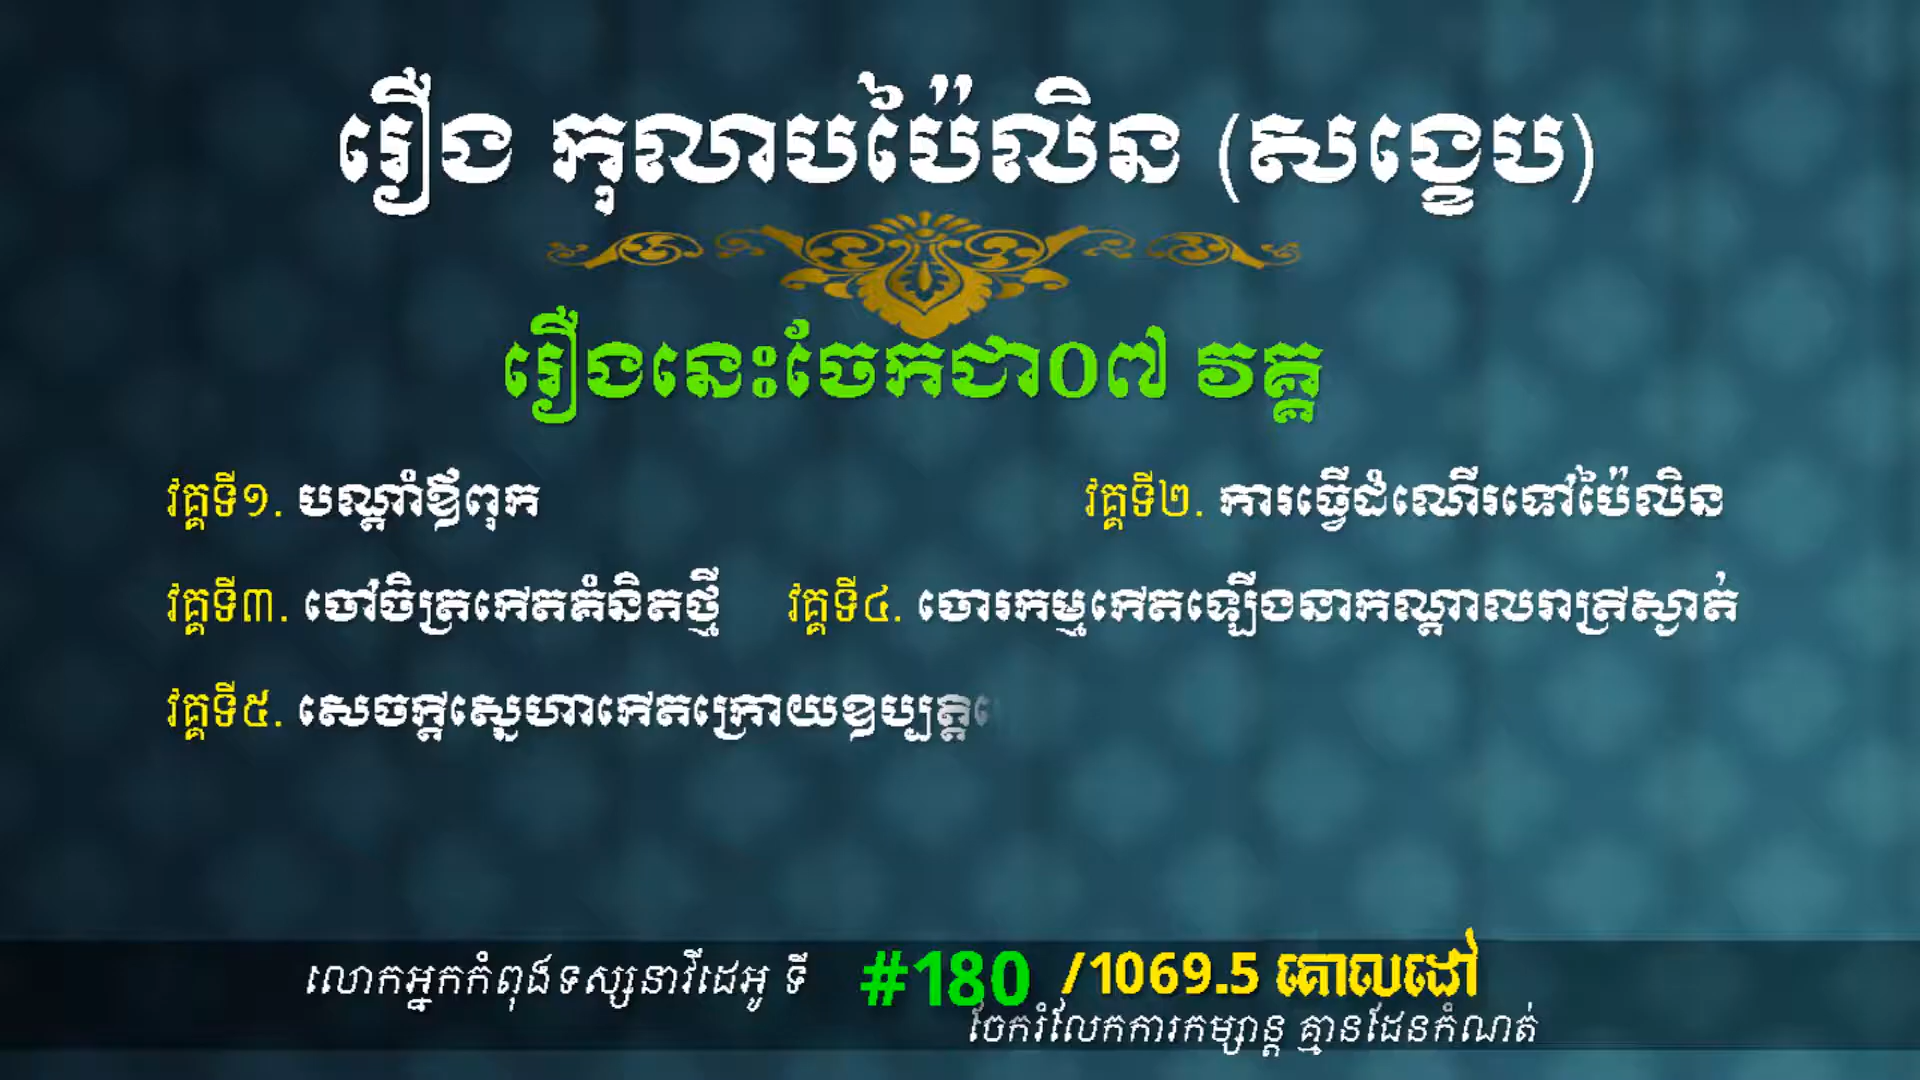 រឿង កុលាបប៉ៃលិន (សង្ខេប)
រឿងនេះចែកជា០៧ វគ្គ
វគ្គទី១. បណ្ដាំឪពុក
វគ្គទី២. ការធ្វើដំណើរទៅប៉ៃលិន
វគ្គទី៣. ចៅចិត្រកើតគំនិតថ្មី
វគ្គទី៤. ចោរកម្មកើតឡើងនាកណ្ដាលរាត្រីស្ងាត់
វគ្គទី៥. សេចក្ដីស្នេហាកើតក្រោយឧប្បត្តិ
លោកអ្នកកំពុងទស្សនាវីដេអូ ទី #180 /1069.5 គោលដៅ
ចែករំលែកការកម្សាន្ត គ្មានដែនកំណត់